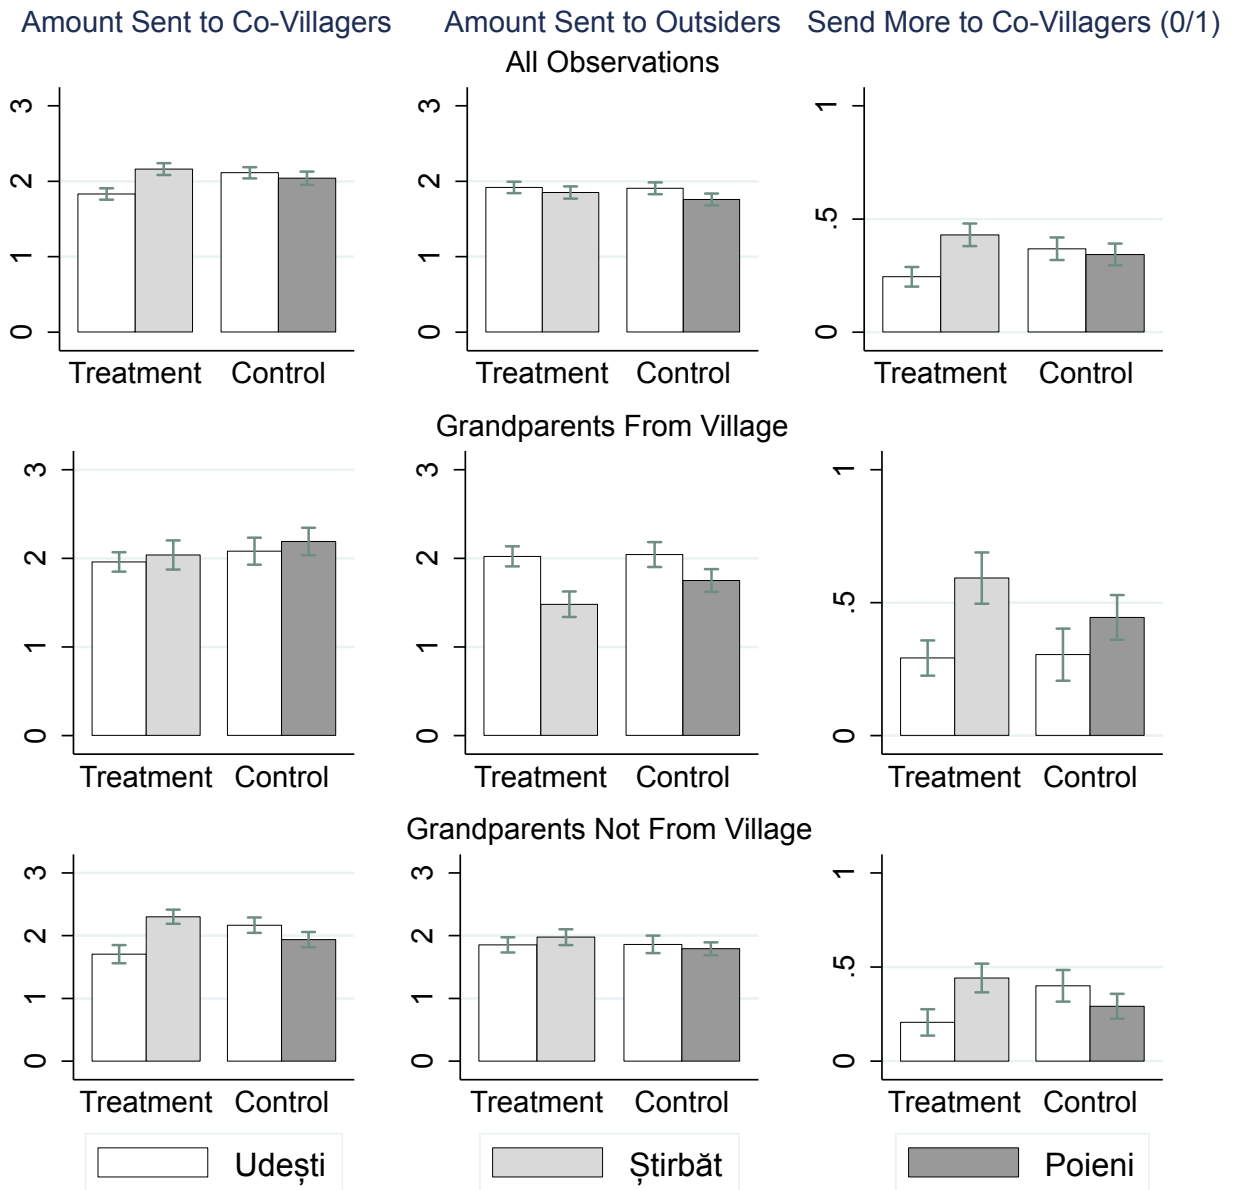 Amount Sent to Co-Villagers Amount Sent to Outsiders Send More to Co-Villagers (0/1)
All Observations
3 3 1
2 2 .5
1 1
0 0 0
Treatment Control Treatment Control Treatment Control
Grandparents From Village
3 3 1
2 2 .5
1 1
0 0 0
Treatment Control Treatment Control Treatment Control
Grandparents Not From Village
3 3 1
2 2 .5
1 1
0 0 0
Treatment Control Treatment Control Treatment Control
Udești Știrbăt Poieni